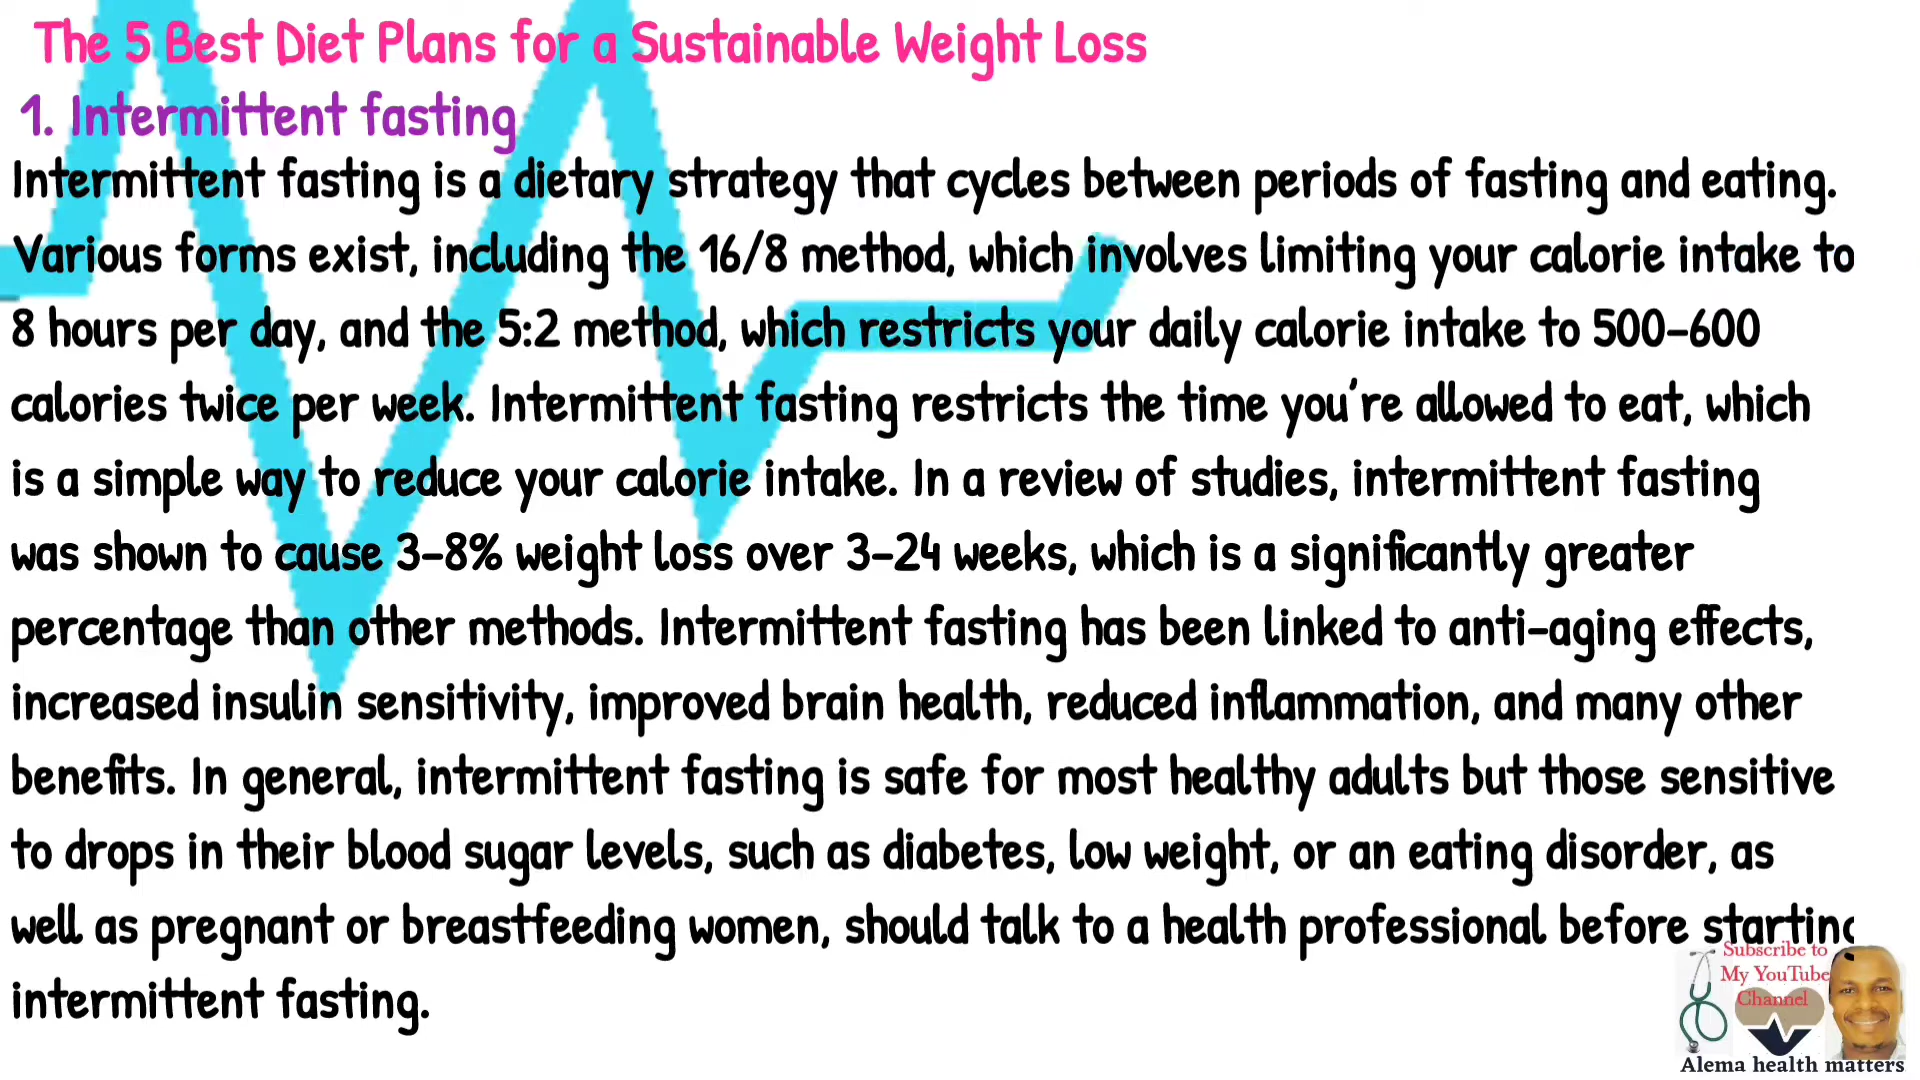 The 5 Best Diet Plans for a Sustainable Weight Loss
1. Intermittent fasting
Intermittent fasting is a dietary strategy that cycles between periods of fasting and eating.
Various forms exist, including the 16/8 method, which involves limiting your calorie intake to
8 hours per day, and the 5:2 method, which restricts your daily calorie intake to 500-600
calories twice per week. Intermittent fasting restricts the time you're allowed to eat, which
is a simple way to reduce your calorie intake. In a review of studies, intermittent fasting
was shown to cause 3-8% weight loss over 3-24 weeks, which is a significantly greater
percentage than other methods. Intermittent fasting has been linked to anti-aging effects,
increased insulin sensitivity, improved brain health, reduced inflammation, and many other
benefits. In general, intermittent fasting is safe for most healthy adults but those sensitive
to drops in their blood sugar levels, such as diabetes, low weight, or an eating disorder, as
well as pregnant or breastfeeding women, should talk to a health professional before starting
intermittent fasting.
Subscribe to
My YouTube
Channel
Alema health matters